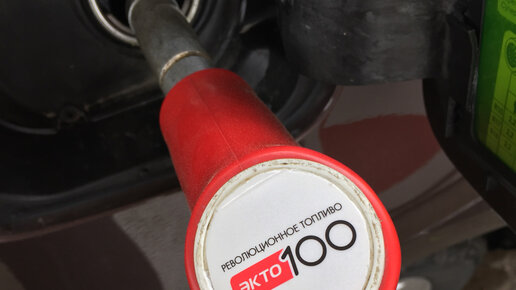 РЕВОЛЮЦИОННОЕ ТОПЛИВО
экто100